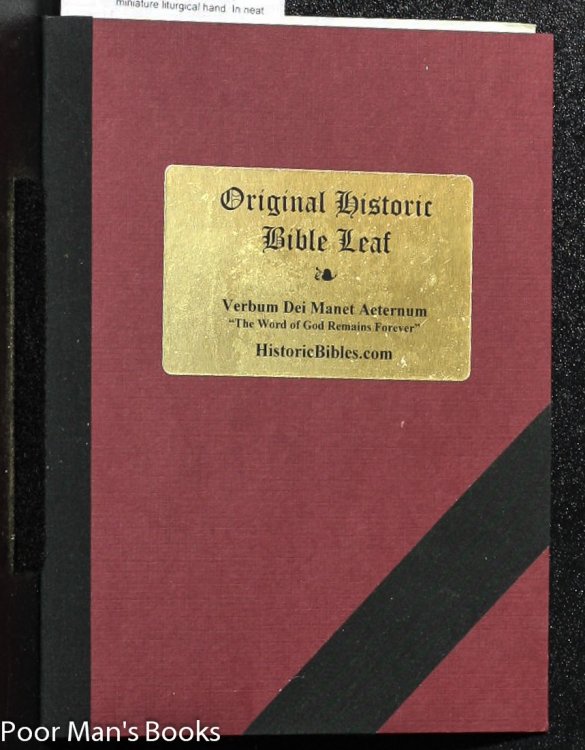 miniature liturgical hand. In neat
Original Historic
Bible Leaf
Verbum Dei Manet Aeternum
“The Word of God Remains Forever”
HistoricBibles.com
Poor Man's Books